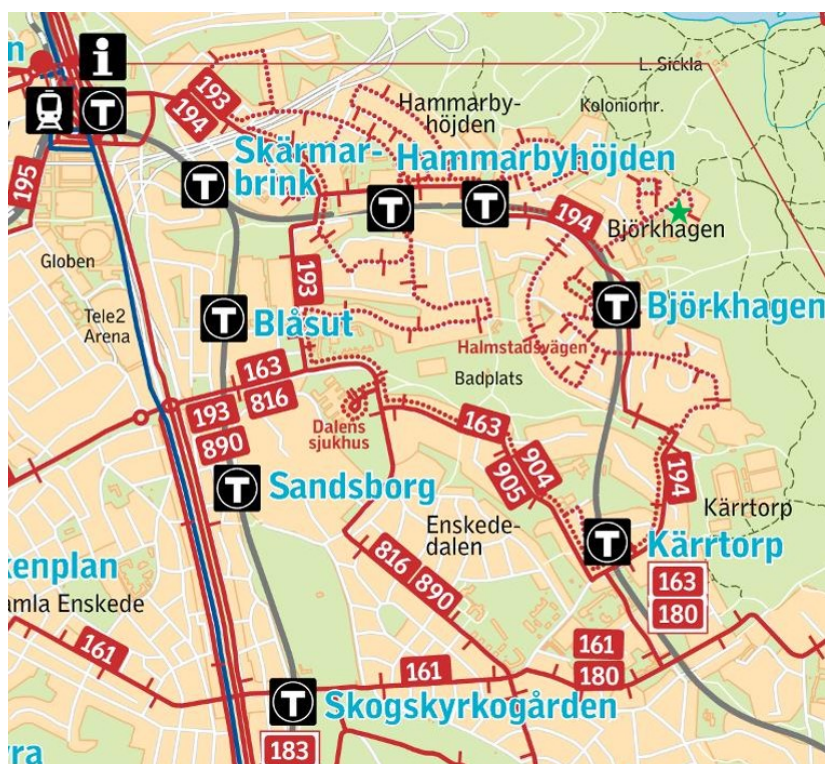 n
i
T
193
194
195
Hammarby-
höjden
L. Sickla
Koloniomr.
Skärmar-
brink
T
Hammarbyhöjden
T
T
194
Björkhagen
Globen
193
Tele2
Arena
T
Blåsut
T
Björkhagen
Halmstadsvägen
Badplats
163
193
816
890
Dalens
sjukhus
163
904
905
194
T
Sandsborg
Kärrtorp
Enskede-
dalen
T
Kärrtorp
163
180
816
890
kenplan
amla Enskede
161
161
161
180
T
Skogskyrkogården
183
yra